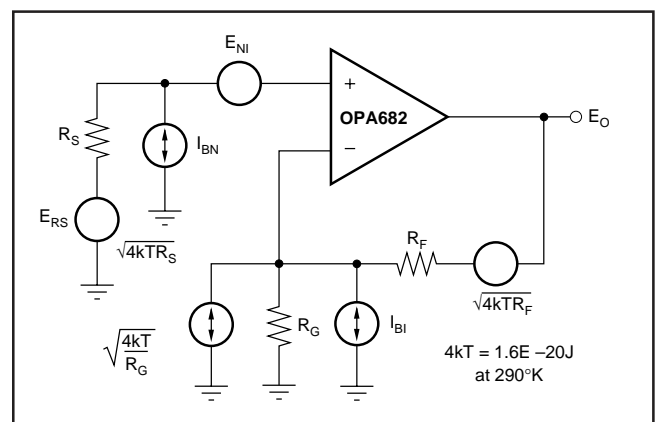 E_NI
+
OPA682
−
E_O
R_S
I_BN
E_RS
√4kTR_S
R_F
√4kTR_F
√4kT/R_G
R_G
I_BI
4kT = 1.6E –20J
at 290°K